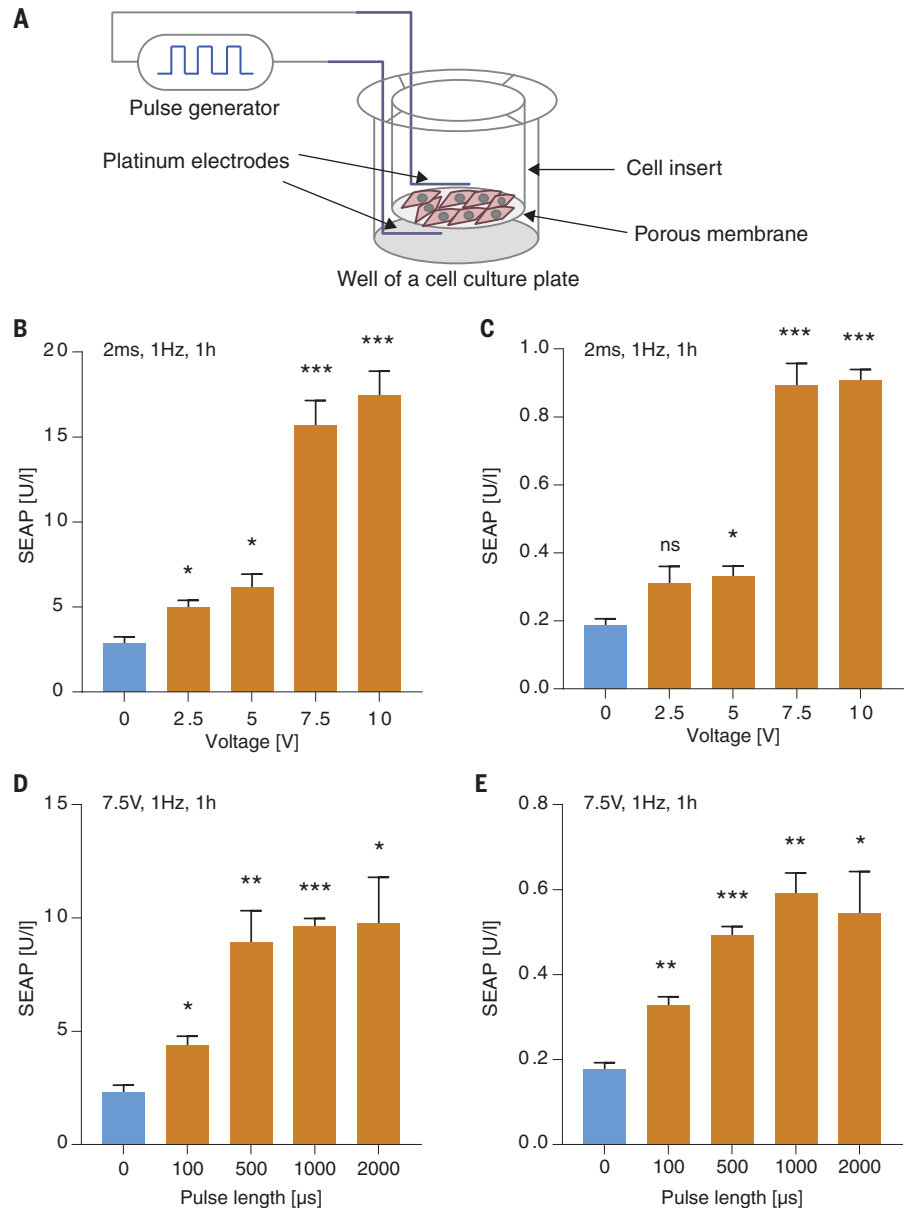 A
Pulse generator
Platinum electrodes
Cell insert
Porous membrane
Well of a cell culture plate
B
2ms, 1Hz, 1h
SEAP [U/l]
20
15
10
5
0
*
*
***
***
0 2.5 5 7.5 10
Voltage [V]
C
2ms, 1Hz, 1h
SEAP [U/l]
1.0
0.8
0.6
0.4
0.2
0.0
ns
*
***
***
0 2.5 5 7.5 10
Voltage [V]
D
7.5V, 1Hz, 1h
SEAP [U/l]
15
10
5
0
*
**
***
*
0 100 500 1000 2000
Pulse length [µs]
E
7.5V, 1Hz, 1h
SEAP [U/l]
0.8
0.6
0.4
0.2
0.0
**
***
**
*
0 100 500 1000 2000
Pulse length [µs]